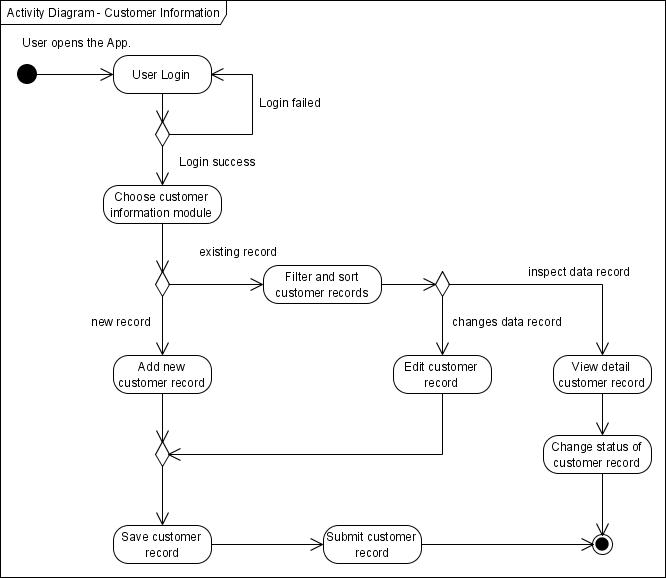 Activity Diagram - Customer Information
User opens the App.
User Login
Login failed
Login success
Choose customer
information module
existing record
Filter and sort
customer records
inspect data record
new record
changes data record
Add new
customer record
Edit customer
record
View detail
customer record
Change status of
customer record
Save customer
record
Submit customer
record